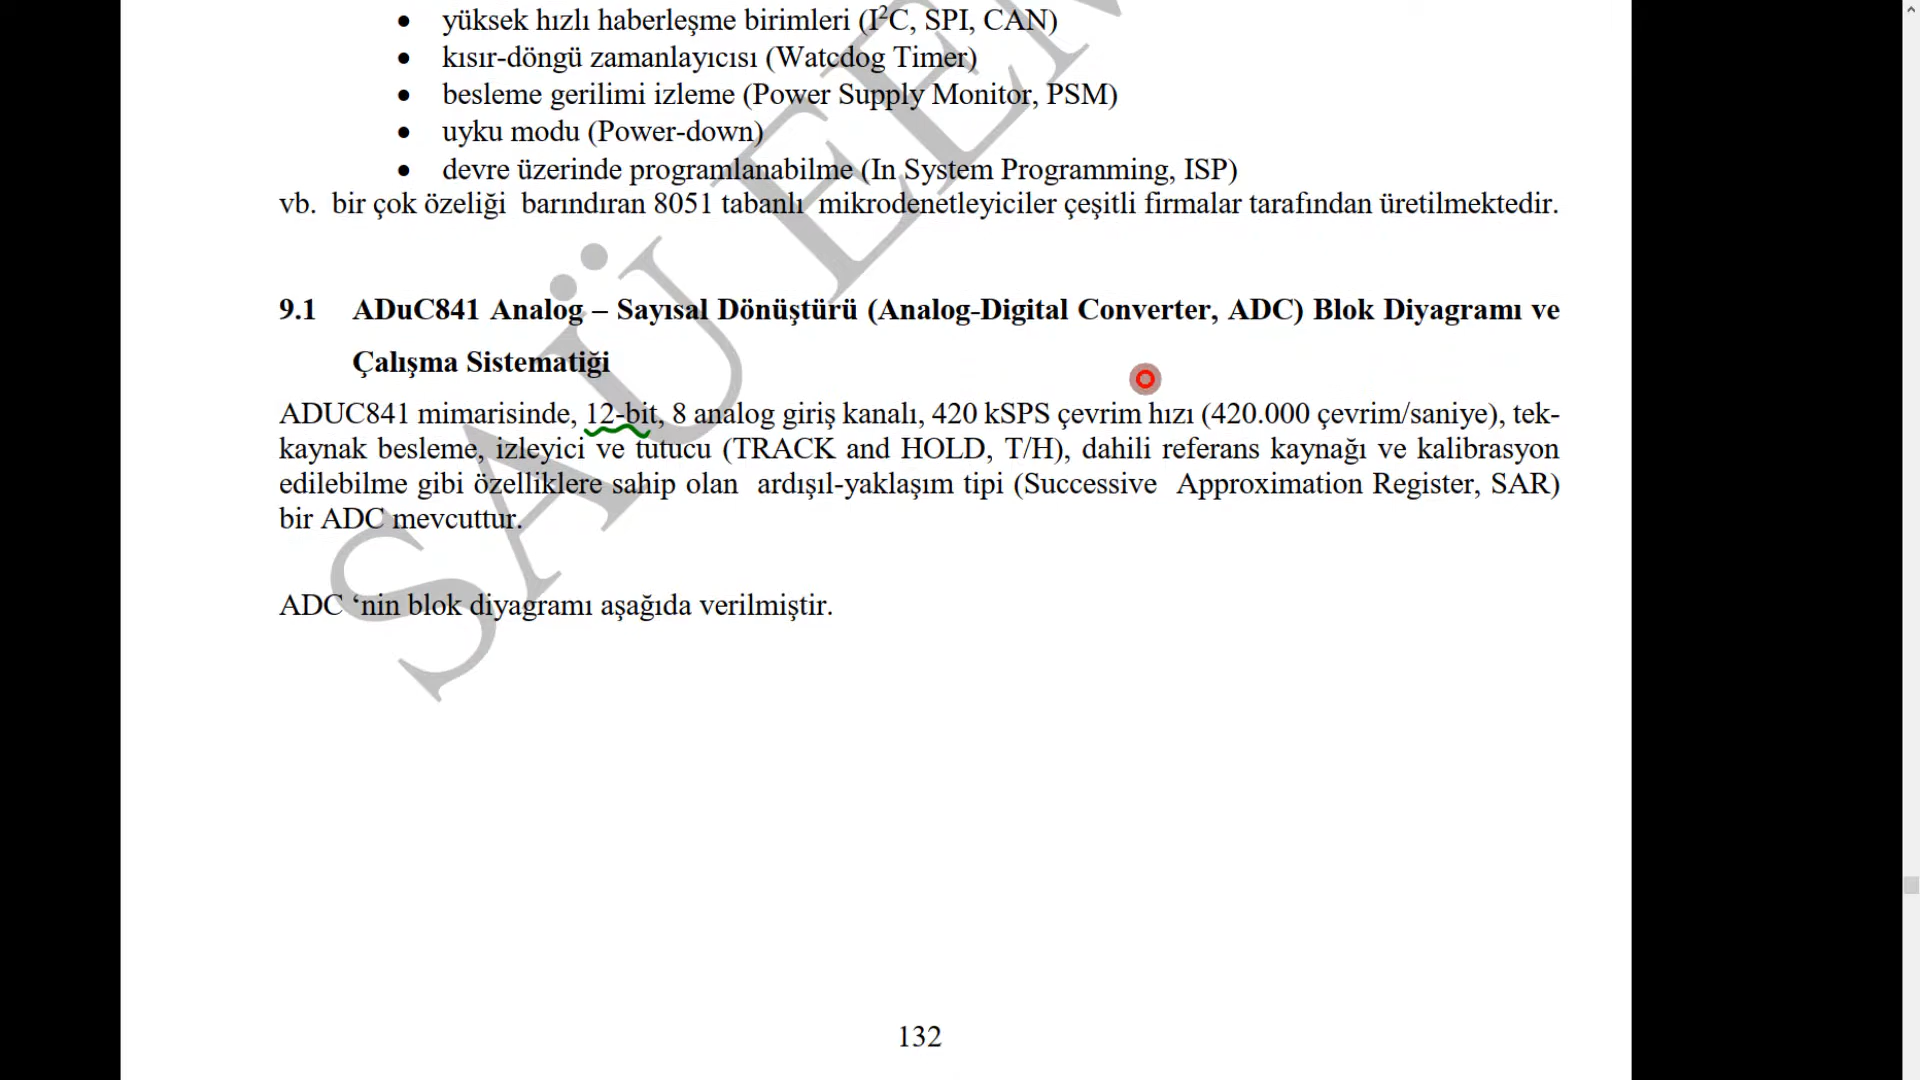 • yüksek hızlı haberleşme birimleri (I²C, SPI, CAN)
• kısır-döngü zamanlayıcısı (Watcdog Timer)
• besleme gerilimi izleme (Power Supply Monitor, PSM)
• uyku modu (Power-down)
• devre üzerinde programlanabilme (In System Programming, ISP)
vb. bir çok özeliği barındıran 8051 tabanlı mikrodenetleyiciler çeşitli firmalar tarafından üretilmektedir.
9.1 ADuC841 Analog – Sayısal Dönüştürü (Analog-Digital Converter, ADC) Blok Diyagramı ve
Çalışma Sistematiği
ADUC841 mimarisinde, 12-bit, 8 analog giriş kanalı, 420 kSPS çevrim hızı (420.000 çevrim/saniye), tek-
kaynak besleme, izleyici ve tutucu (TRACK and HOLD, T/H), dahili referans kaynağı ve kalibrasyon
edilebilme gibi özelliklere sahip olan ardışıl-yaklaşım tipi (Successive Approximation Register, SAR)
bir ADC mevcuttur.
ADC ‘nin blok diyagramı aşağıda verilmiştir.
132
SAÜ EEM